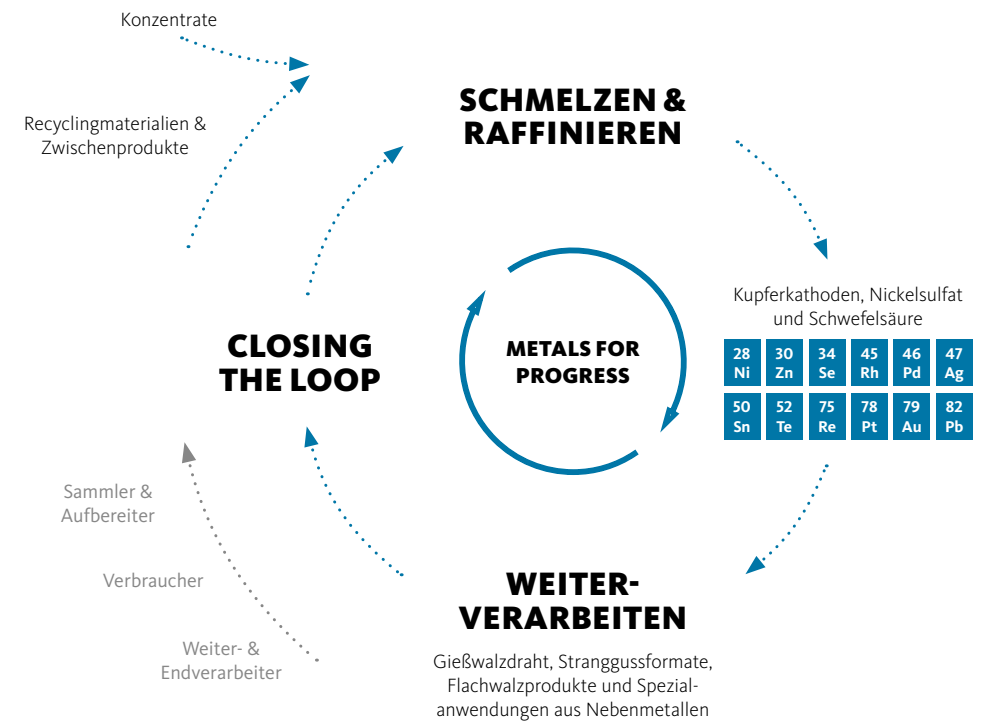 Konzentrate
Recyclingmaterialien &
Zwischenprodukte
SCHMELZEN &
RAFFINIEREN
Kupferkathoden, Nickelsulfat
und Schwefelsäure
28 30 34 45 46 47
Ni Zn Se Rh Pd Ag
50 52 75 78 79 82
Sn Te Re Pt Au Pb
METALS FOR
PROGRESS
CLOSING
THE LOOP
Sammler &
Aufbereiter
Verbraucher
Weiter- &
Endverarbeiter
WEITER-
VERARBEITEN
Gießwalzdraht, Stranggussformate,
Flachwalzprodukte und Spezial-
anwendungen aus Nebenmetallen